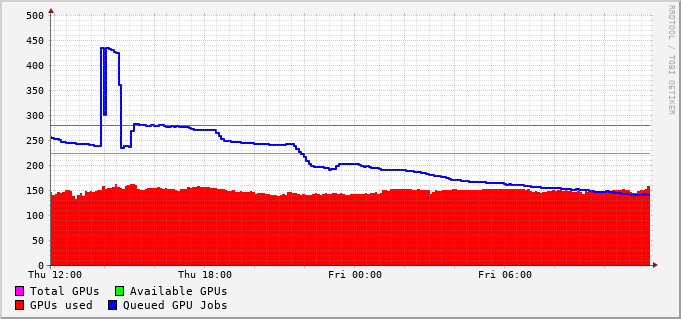 500
450
400
350
300
250
200
150
100
50
0
Thu 12:00 Thu 18:00 Fri 00:00 Fri 06:00
Total GPUs Available GPUs
GPUs used Queued GPU Jobs
RRDTOOL / TOBI OETIKER